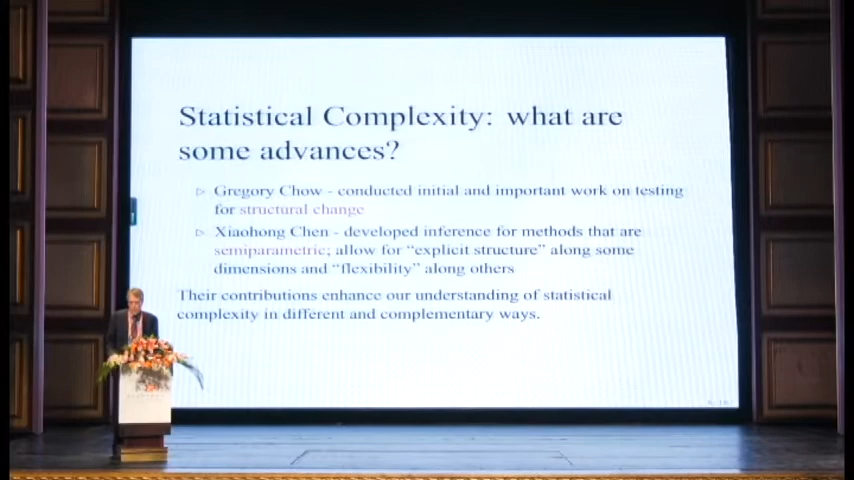 Statistical Complexity: what are
some advances?
▷ Gregory Chow - conducted initial and important work on testing
for structural change
▷ Xiaohong Chen - developed inference for methods that are
semiparametric; allow for “explicit structure” along some
dimensions and “flexibility” along others
Their contributions enhance our understanding of statistical
complexity in different and complementary ways.